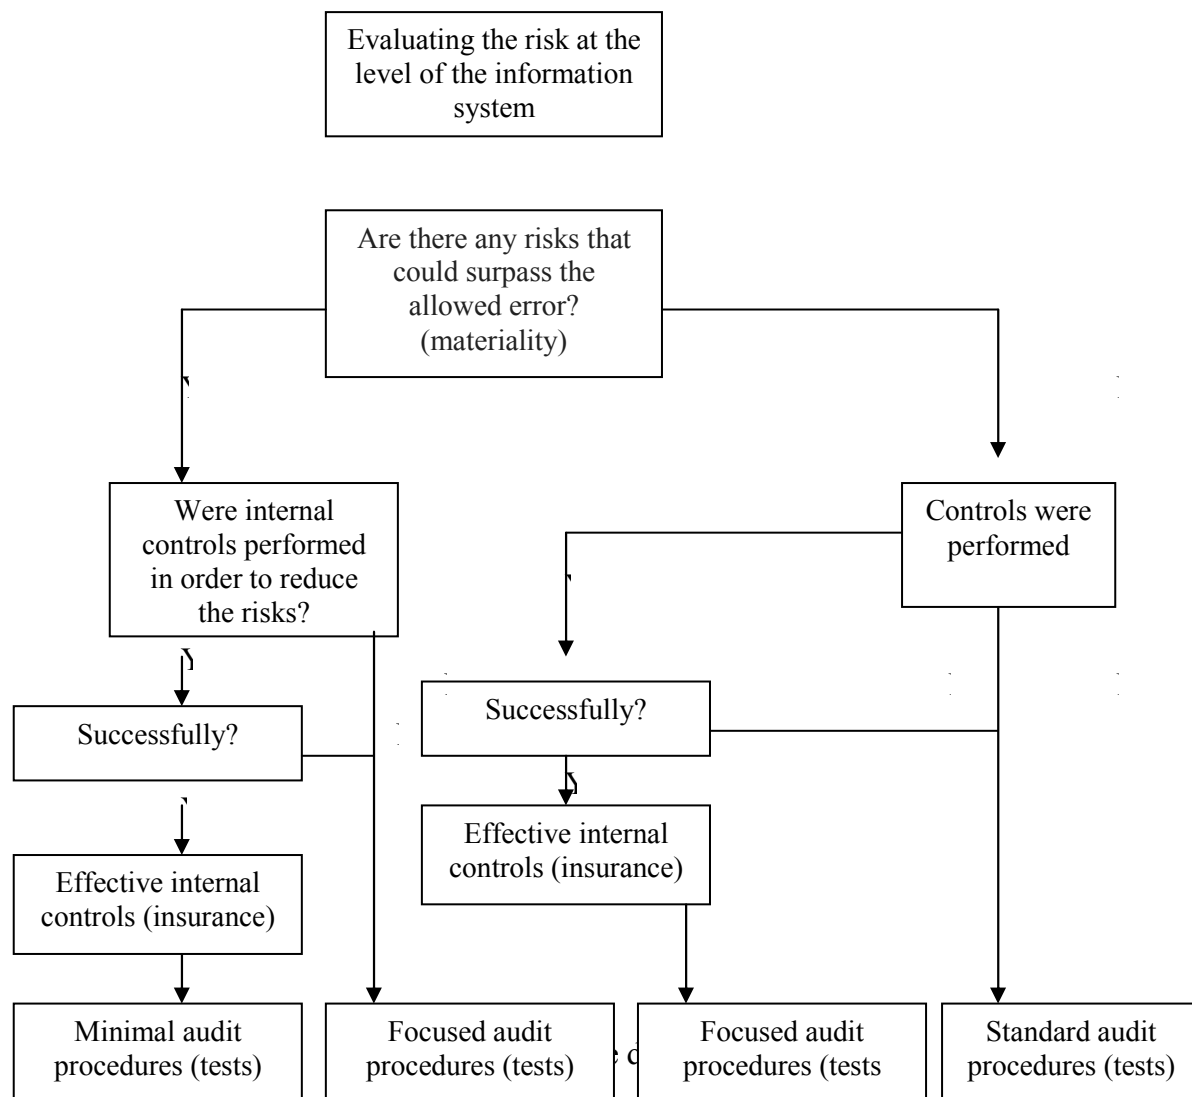 Evaluating the risk at the
level of the information
system
Are there any risks that
could surpass the
allowed error?
(materiality)
Were internal
controls performed
in order to reduce
the risks?
Controls were
performed
Successfully?
Successfully?
Effective internal
controls (insurance)
Effective internal
controls (insurance)
Minimal audit
procedures (tests)
Focused audit
procedures (tests)
Focused audit
procedures (tests
Standard audit
procedures (tests)